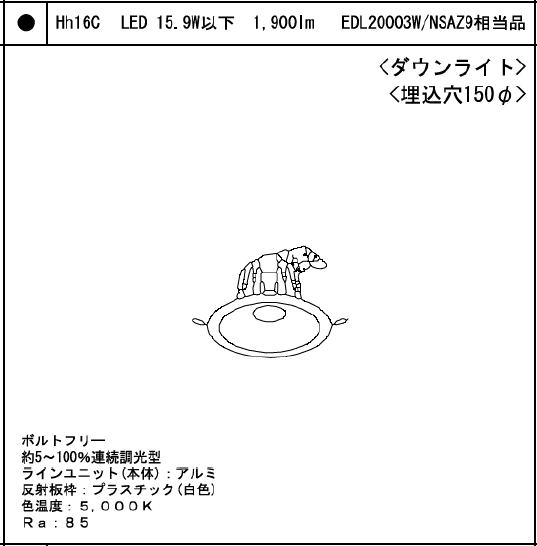 ● Hh16C LED 15.9W以下 1,900lm EDL20003W/NSAZ9相当品
<ダウンライト>
<埋込穴150φ>
ボルトフリー
約5～100%連続調光型
ラインユニット(本体)：アルミ
反射板枠：プラスチック(白色)
色温度：５，０００Ｋ
Ｒａ：８５